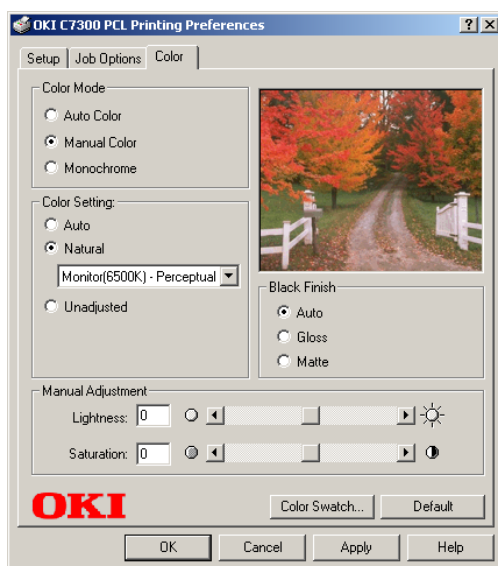 OKI C7300 PCL Printing Preferences
Setup Job Options Color
Color Mode
Auto Color
Manual Color
Monochrome
Color Setting:
Auto
Natural
Monitor(6500K) - Perceptual
Unadjusted
Black Finish
Auto
Gloss
Matte
Manual Adjustment
Lightness: 0
Saturation: 0
OKI
Color Swatch... Default
OK Cancel Apply Help